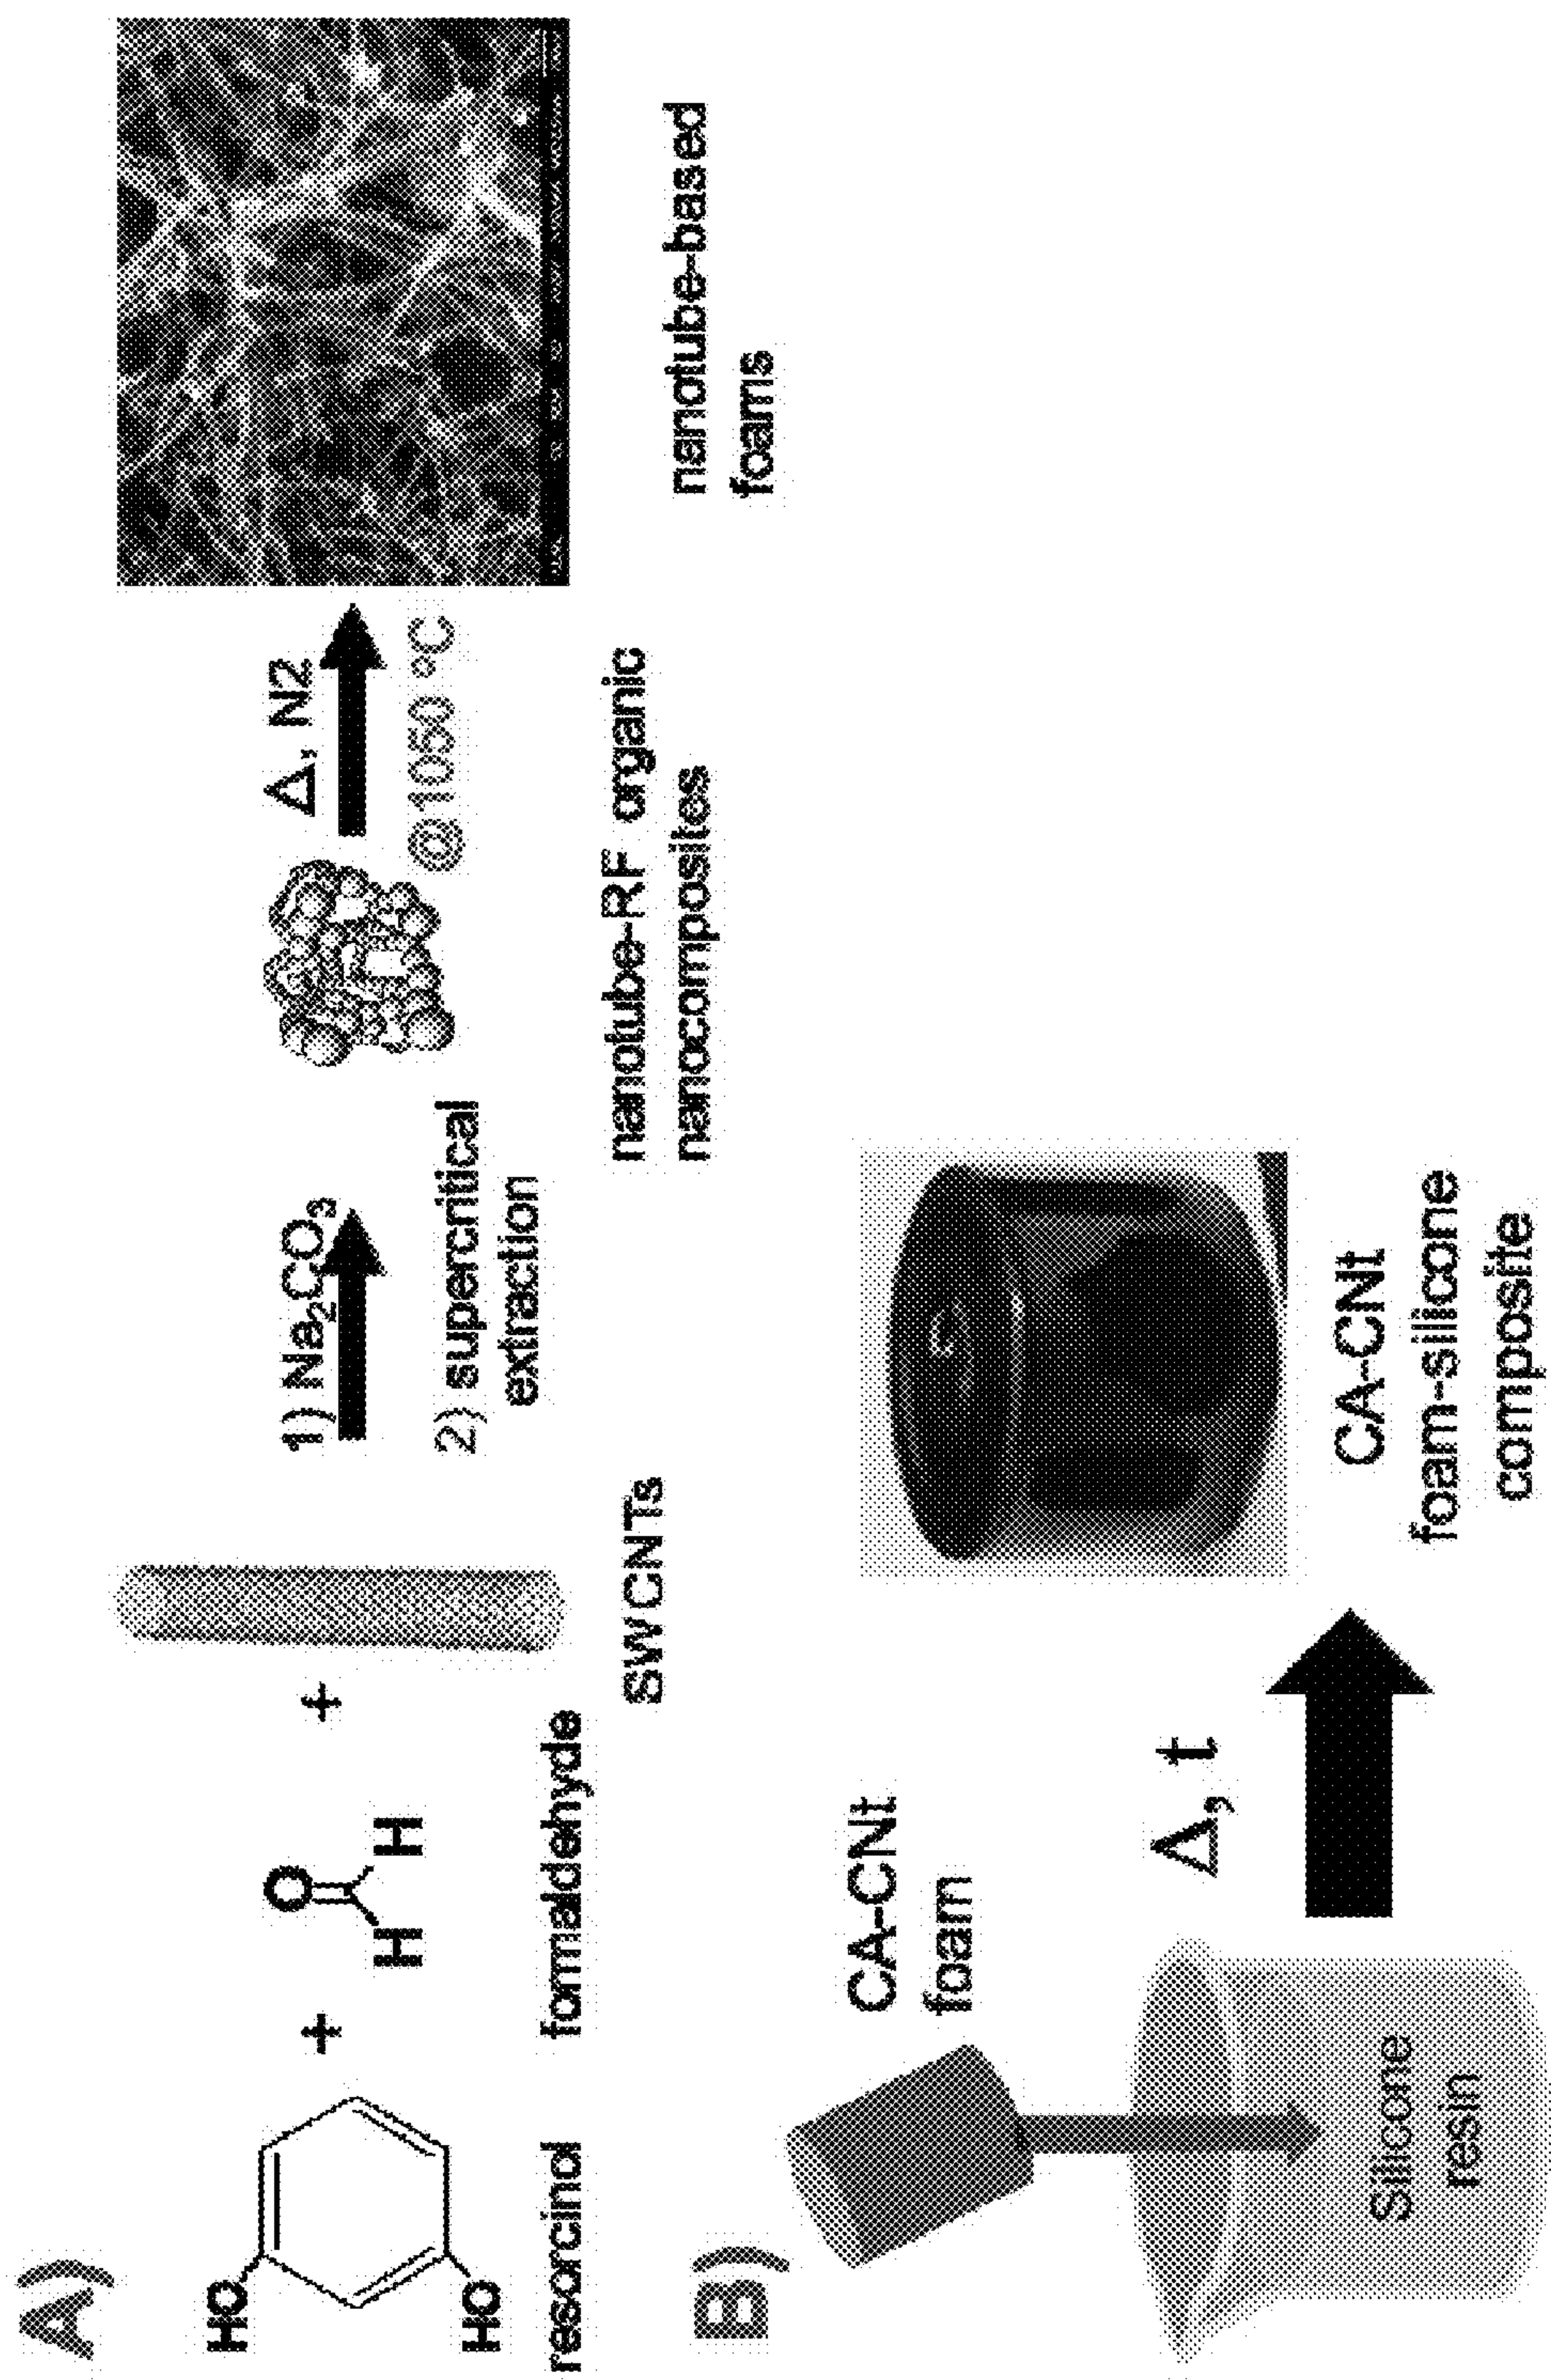 A)
HO
HO
resorcinol
+
O
H H
formaldehyde
+
SWCNTs
1) Na2CO3
2) supercritical
extraction
nanotube-RF organic
nanocomposites
Δ, N2
@1050 °C
nanotube-based
foams
B)
CA-CNt
foam
Silicone
resin
Δ, t
CA-CNt
foam-silicone
composite